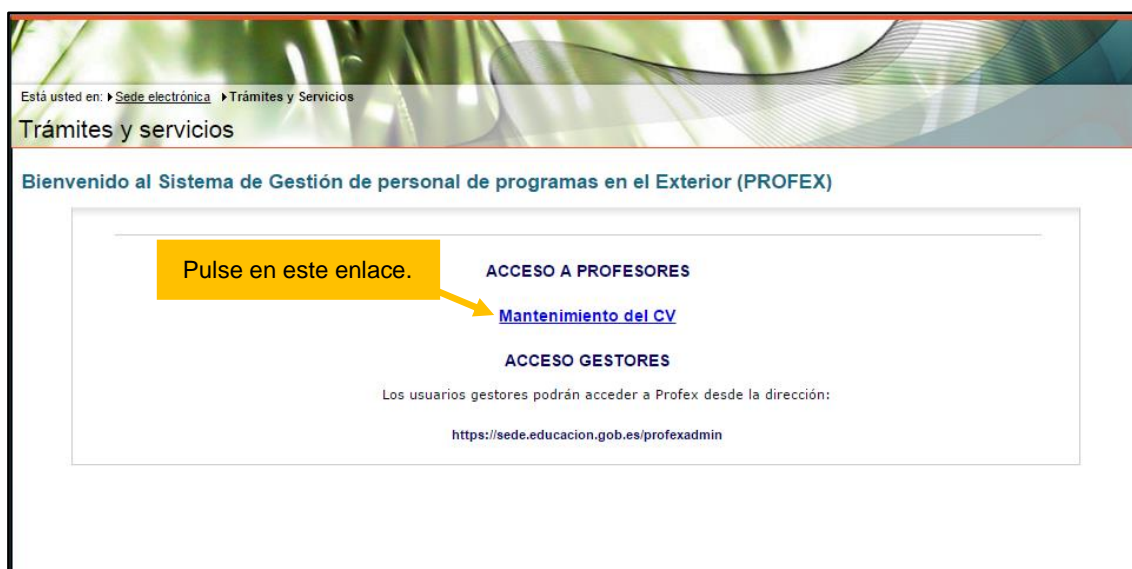 Está usted en: Sede electrónica Trámites y Servicios
Trámites y servicios
Bienvenido al Sistema de Gestión de personal de programas en el Exterior (PROFEX)
Pulse en este enlace.
ACCESO A PROFESORES
Mantenimiento del CV
ACCESO GESTORES
Los usuarios gestores podrán acceder a Profex desde la dirección:
https://sede.educacion.gob.es/profexadmin